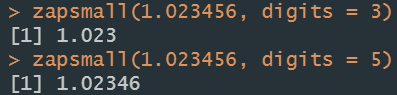 > zapsmall(1.023456, digits = 3)
[1] 1.023
> zapsmall(1.023456, digits = 5)
[1] 1.02346